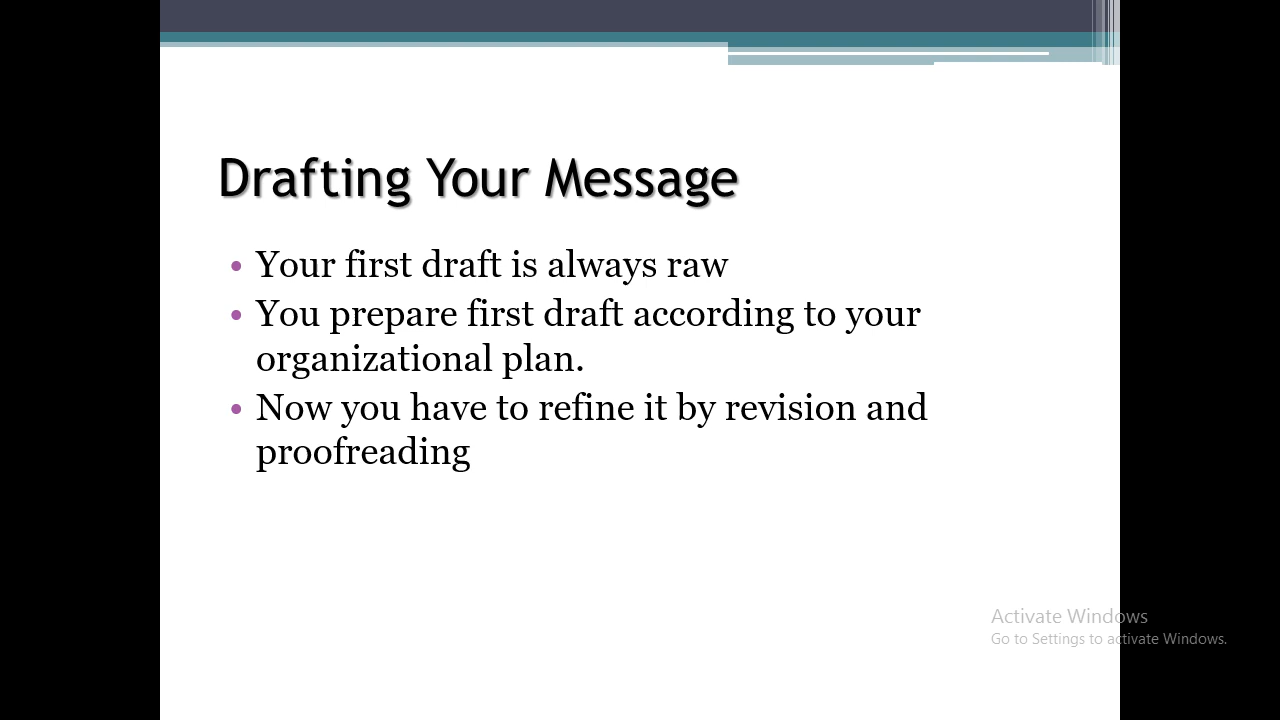 Drafting Your Message
• Your first draft is always raw
• You prepare first draft according to your
organizational plan.
• Now you have to refine it by revision and
proofreading
Activate Windows
Go to Settings to activate Windows.